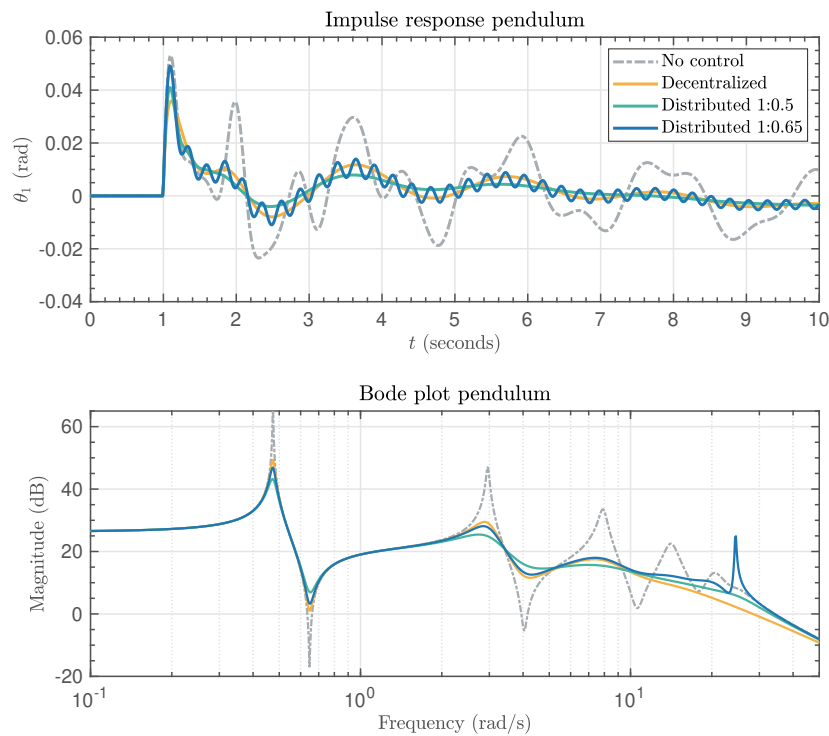 Impulse response pendulum
0.06
0.04
0.02
0
-0.02
-0.04
θ₁ (rad)
No control
Decentralized
Distributed 1:0.5
Distributed 1:0.65
0 1 2 3 4 5 6 7 8 9 10
t (seconds)
Bode plot pendulum
60
40
20
0
-20
Magnitude (dB)
10⁻¹ 10⁰ 10¹
Frequency (rad/s)